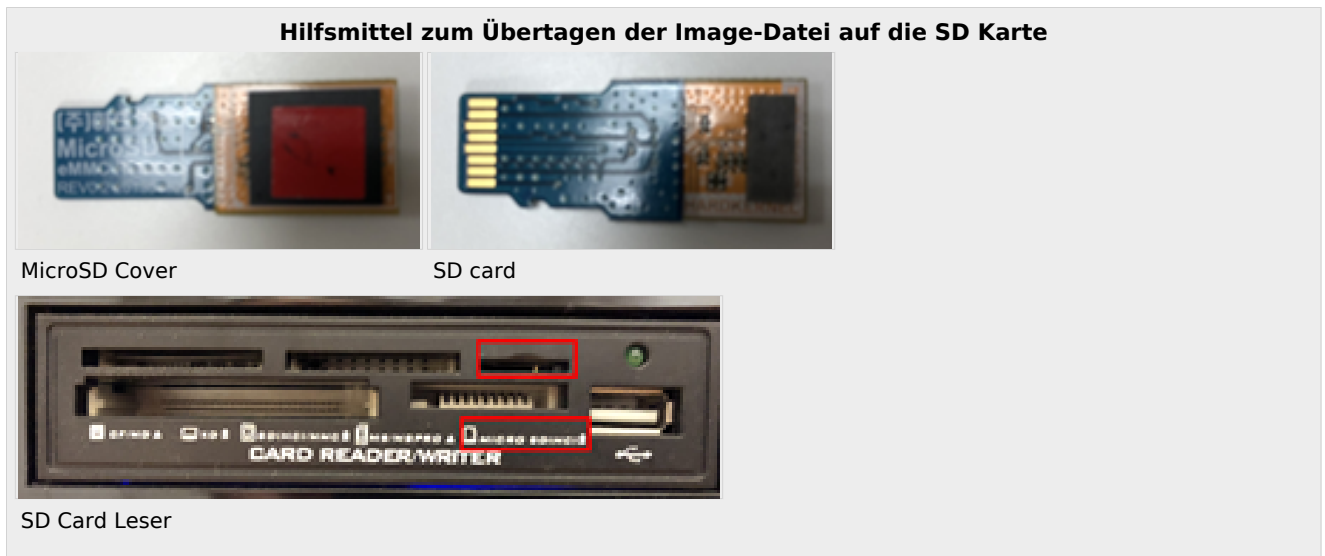 Hilfsmittel zum Übertagen der Image-Datei auf die SD Karte
MicroSD
eMMC
HARDKERNEL
MicroSD Cover
SD card
CARD READER/WRITER
SD Card Leser